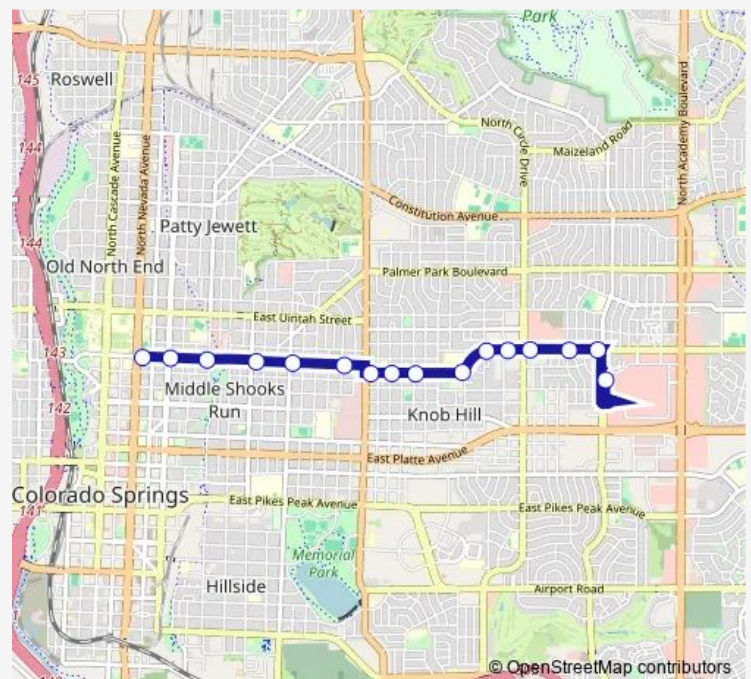 Park
145
Roswell
North Academy Boulevard
144
North Circle Drive
Maizeland Road
North Cascade Avenue
North Nevada Avenue
Constitution Avenue
Patty Jewett
144
Old North End
Palmer Park Boulevard
East Uintah Street
143
Middle Shooks
Run
142
Knob Hill
East Platte Avenue
Colorado Springs
East Pikes Peak Avenue
East Pikes Peak Avenue
141
Memorial
Park
Hillside
Airport Road
© OpenStreetMap contributors